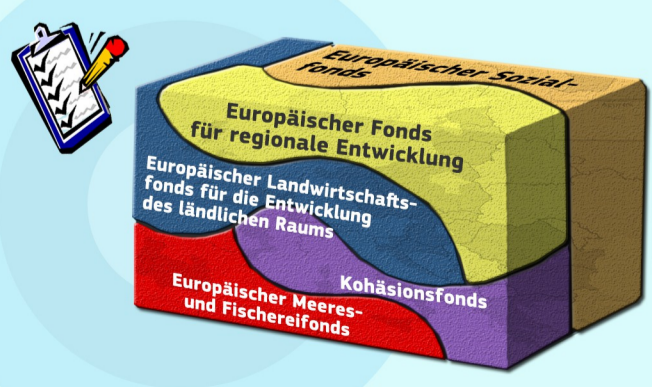 Europäischer Sozial-
fonds
Europäischer Fonds
für regionale Entwicklung
Europäischer Landwirtschafts-
fonds für die Entwicklung
des ländlichen Raums
Kohäsionsfonds
Europäischer Meeres-
und Fischereifonds